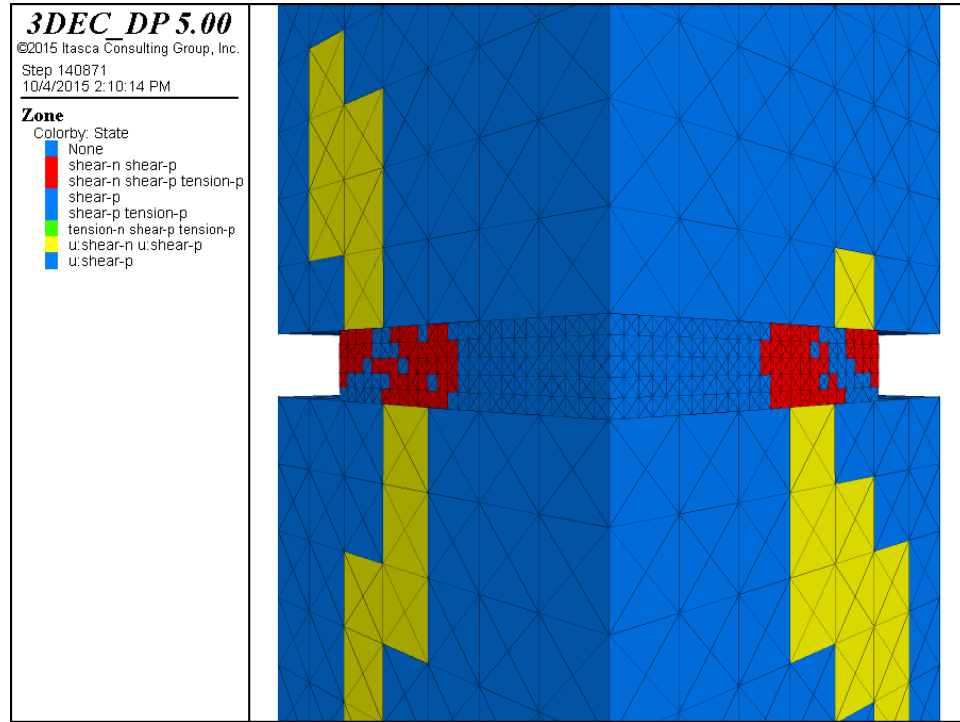 3DEC_DP 5.00
©2015 Itasca Consulting Group, Inc.
Step 140871
10/4/2015 2:10:14 PM
Zone
Colorby: State
None
shear-n shear-p
shear-n shear-p tension-p
shear-p
shear-p tension-p
tension-n shear-p tension-p
u:shear-n u:shear-p
u:shear-p